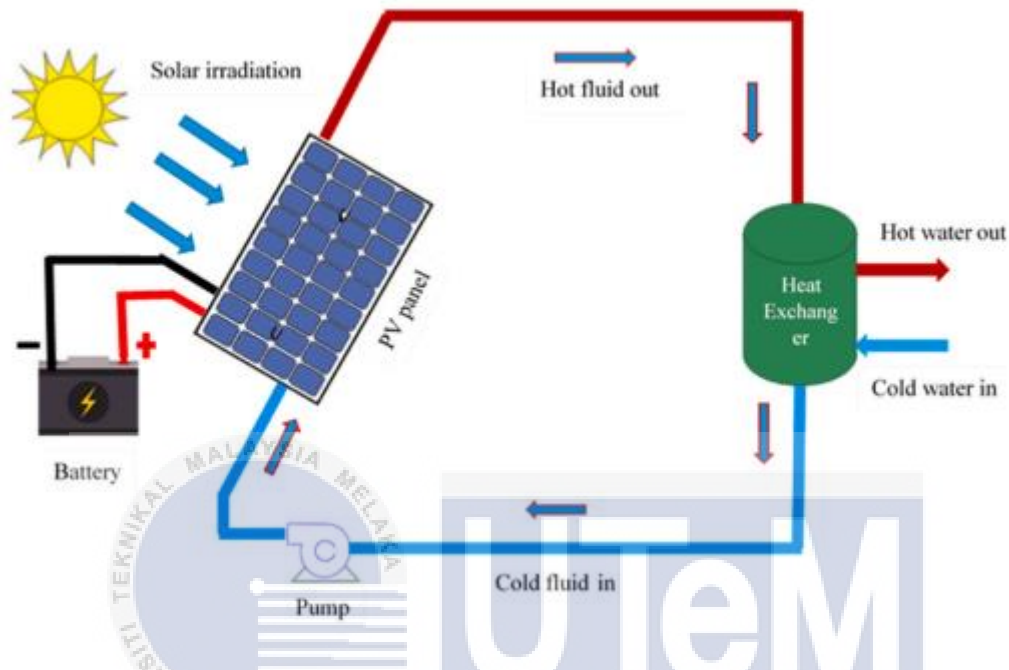 Solar irradiation
Hot fluid out
Hot water out
Heat
Exchang
er
PV panel
Cold water in
Battery
Cold fluid in
Pump
MALAYSIA MELAKA
TEKNIKAL
UTeM